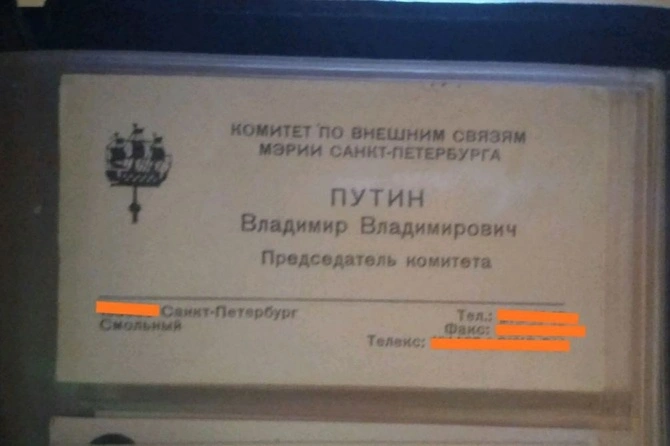 КОМИТЕТ ПО ВНЕШНИМ СВЯЗЯМ
МЭРИИ САНКТ-ПЕТЕРБУРГА
ПУТИН
Владимир Владимирович
Председатель комитета
Санкт-Петербург
Смольный
Тел.:
Факс:
Телекс: